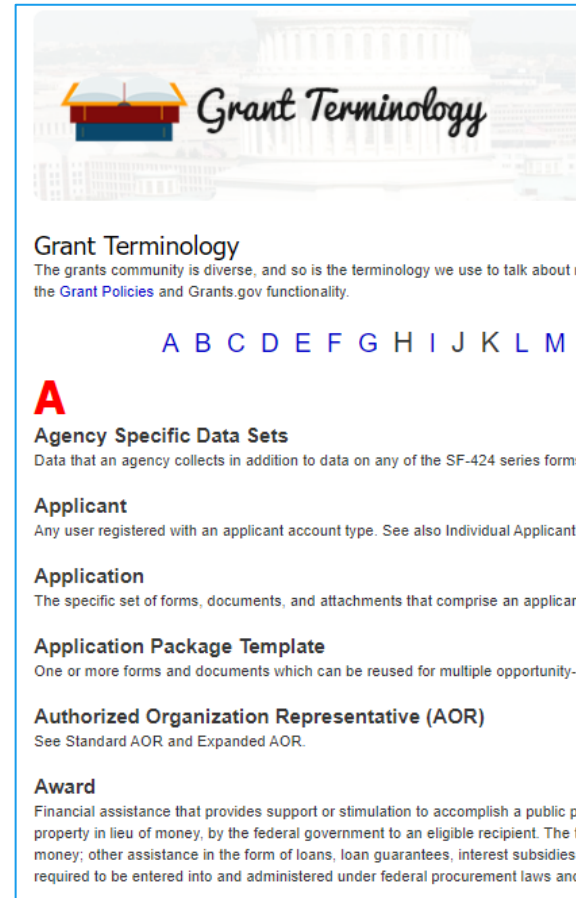 Grant Terminology
Grant Terminology
The grants community is diverse, and so is the terminology we use to talk about
the Grant Policies and Grants.gov functionality.
A B C D E F G H I J K L M
A
Agency Specific Data Sets
Data that an agency collects in addition to data on any of the SF-424 series forms
Applicant
Any user registered with an applicant account type. See also Individual Applicant
Application
The specific set of forms, documents, and attachments that comprise an
Application Package Template
One or more forms and documents which can be reused for multiple opportunity-
Authorized Organization Representative (AOR)
See Standard AOR and Expanded AOR.
Award
Financial assistance that provides support or stimulation to accomplish a public
property in lieu of money, by the federal government to an eligible recipient. The
money; other assistance in the form of loans, loan guarantees, interest subsidies
required to be entered into and administered under federal procurement laws and